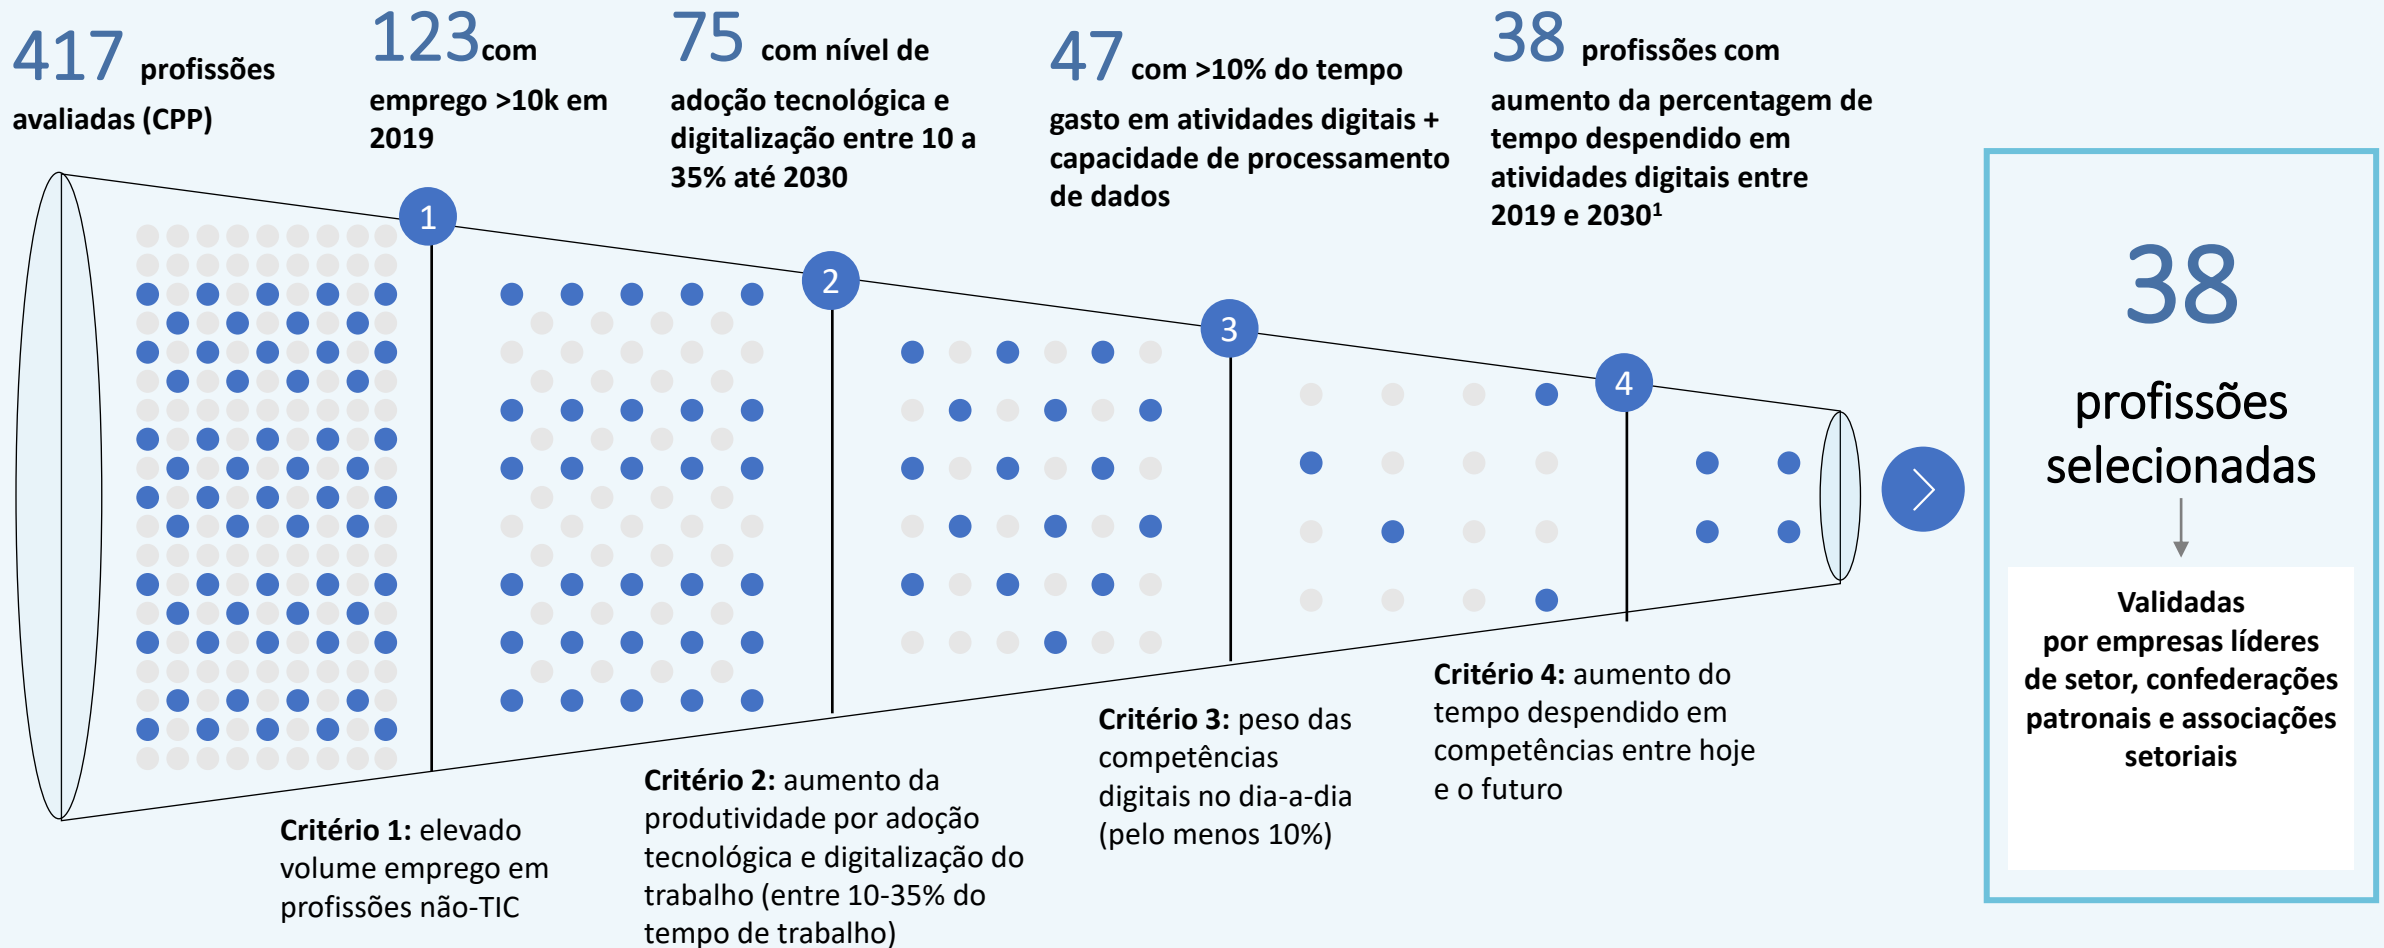 417 profissões
avaliadas (CPP)
123 com
emprego >10k em
2019
75 com nível de
adoção tecnológica e
digitalização entre 10 a
35% até 2030
47 com >10% do tempo
gasto em atividades digitais +
capacidade de processamento
de dados
38 profissões com
aumento da percentagem de
tempo despendido em
atividades digitais entre
2019 e 2030¹
1
2
3
4
Critério 1: elevado
volume emprego em
profissões não-TIC
Critério 2: aumento da
produtividade por adoção
tecnológica e digitalização do
trabalho (entre 10-35% do
tempo de trabalho)
Critério 3: peso das
competências
digitais no dia-a-dia
(pelo menos 10%)
Critério 4: aumento do
tempo despendido em
competências entre hoje
e o futuro
38
profissões
selecionadas
Validadas
por empresas líderes
de setor, confederações
patronais e associações
setoriais